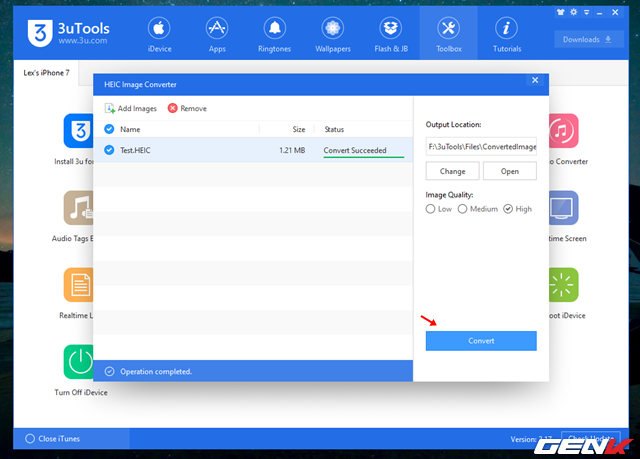 3 3uTools
www.3u.com
iDevice
Apps
Ringtones
Wallpapers
Flash & JB
Toolbox
Tutorials
Downloads
Lex's iPhone 7
HEIC Image Converter
Add Images
Remove
Name
Size
Status
Test.HEIC
1.21 MB
Convert Succeeded
Output Location:
F:\3uTools\Files\ConvertedImage
Change
Open
Image Quality:
Low
Medium
High
Convert
Operation completed.
3
Install 3u fo
o Converter
Audio Tags E
time Screen
Realtime L
oot iDevice
Turn Off iDevice
Close iTunes
Version:
Check Update
GENK